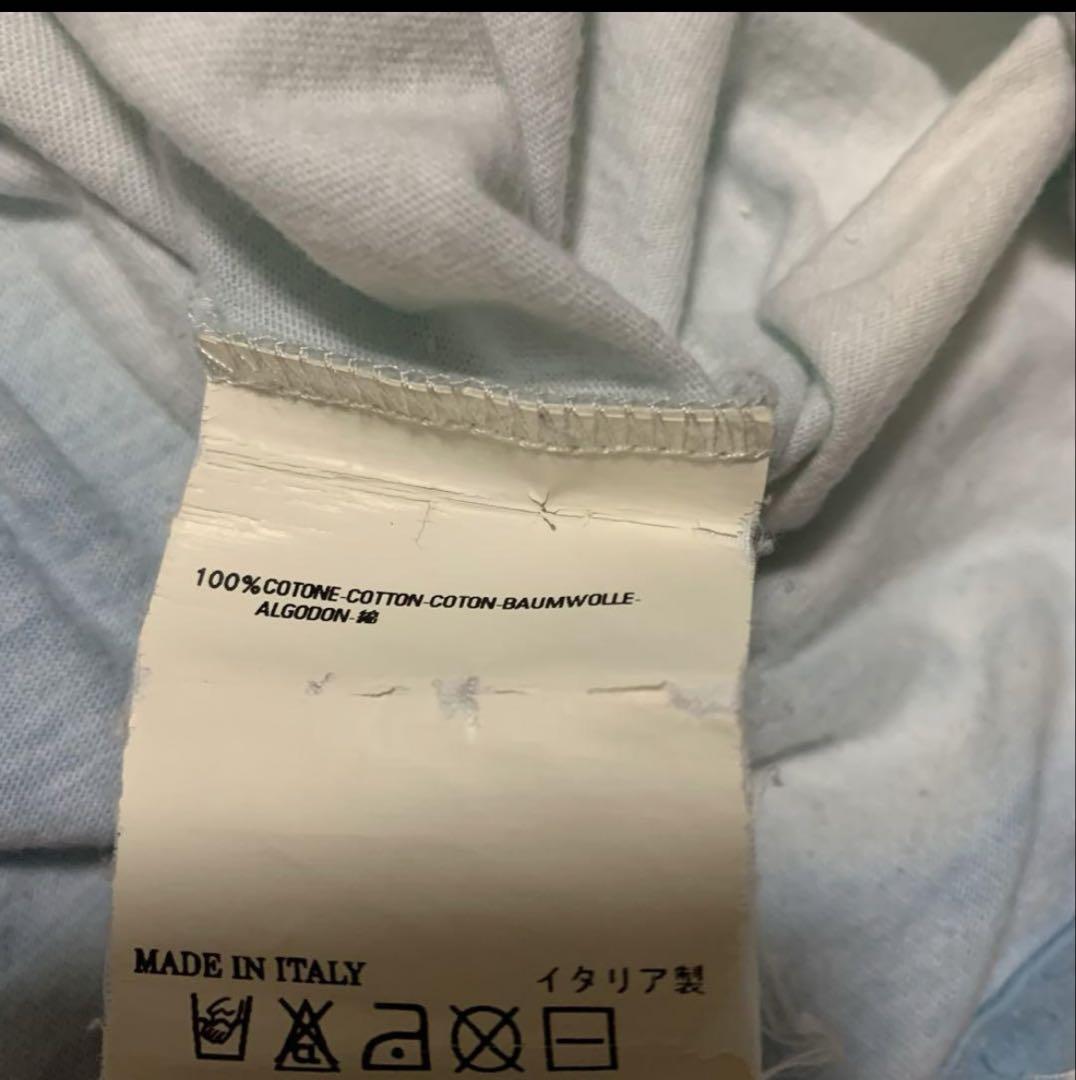 100%COTONE-COTTON-COTON-BAUMWOLLE-
ALGODON-綿
MADE IN ITALY
イタリア製